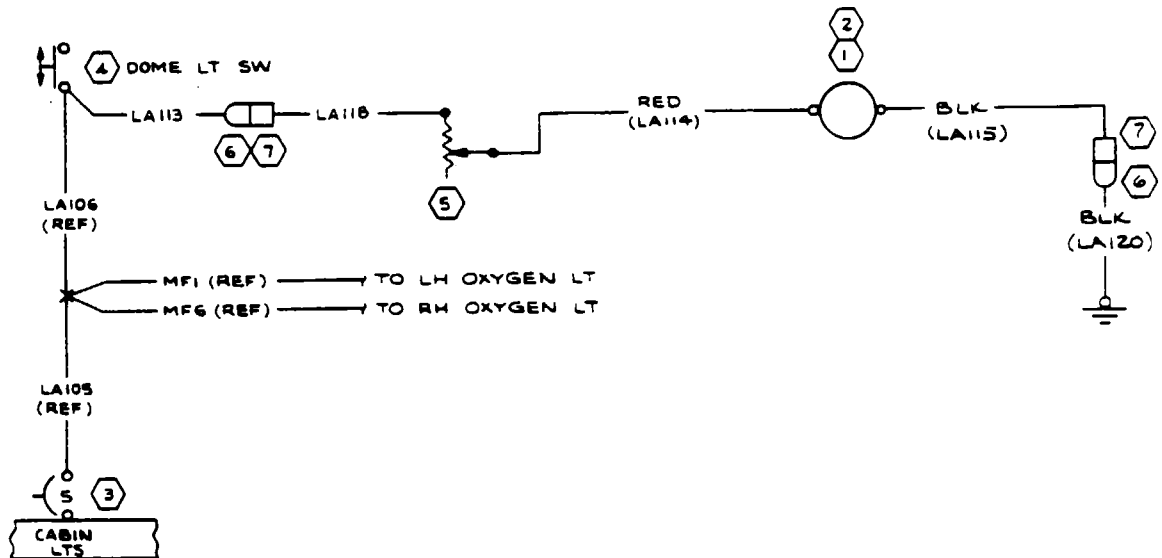 2
1
4 DOME LT SW
LA113
LA118
RED
(LA114)
BLK
(LA115)
6 7
7
5
6
LA106
(REF)
BLK
(LA120)
MF1 (REF) TO LH OXYGEN LT
MF6 (REF) TO RH OXYGEN LT
LA105
(REF)
5 3
CABIN
LTS